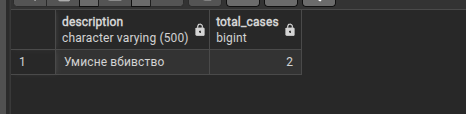 description
character varying (500)
total_cases
bigint
1
Умисне вбивство
2